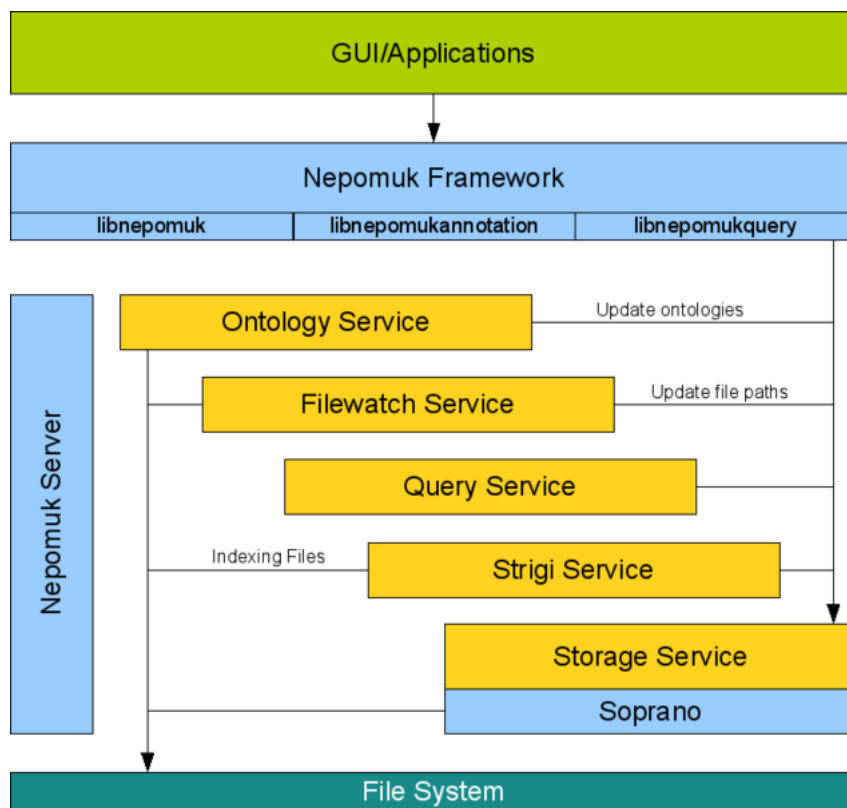 GUI/Applications
Nepomuk Framework
libnepomuk
libnepomukannotation
libnepomukquery
Nepomuk Server
Ontology Service
Update ontologies
Filewatch Service
Update file paths
Query Service
Indexing Files
Strigi Service
Storage Service
Soprano
File System